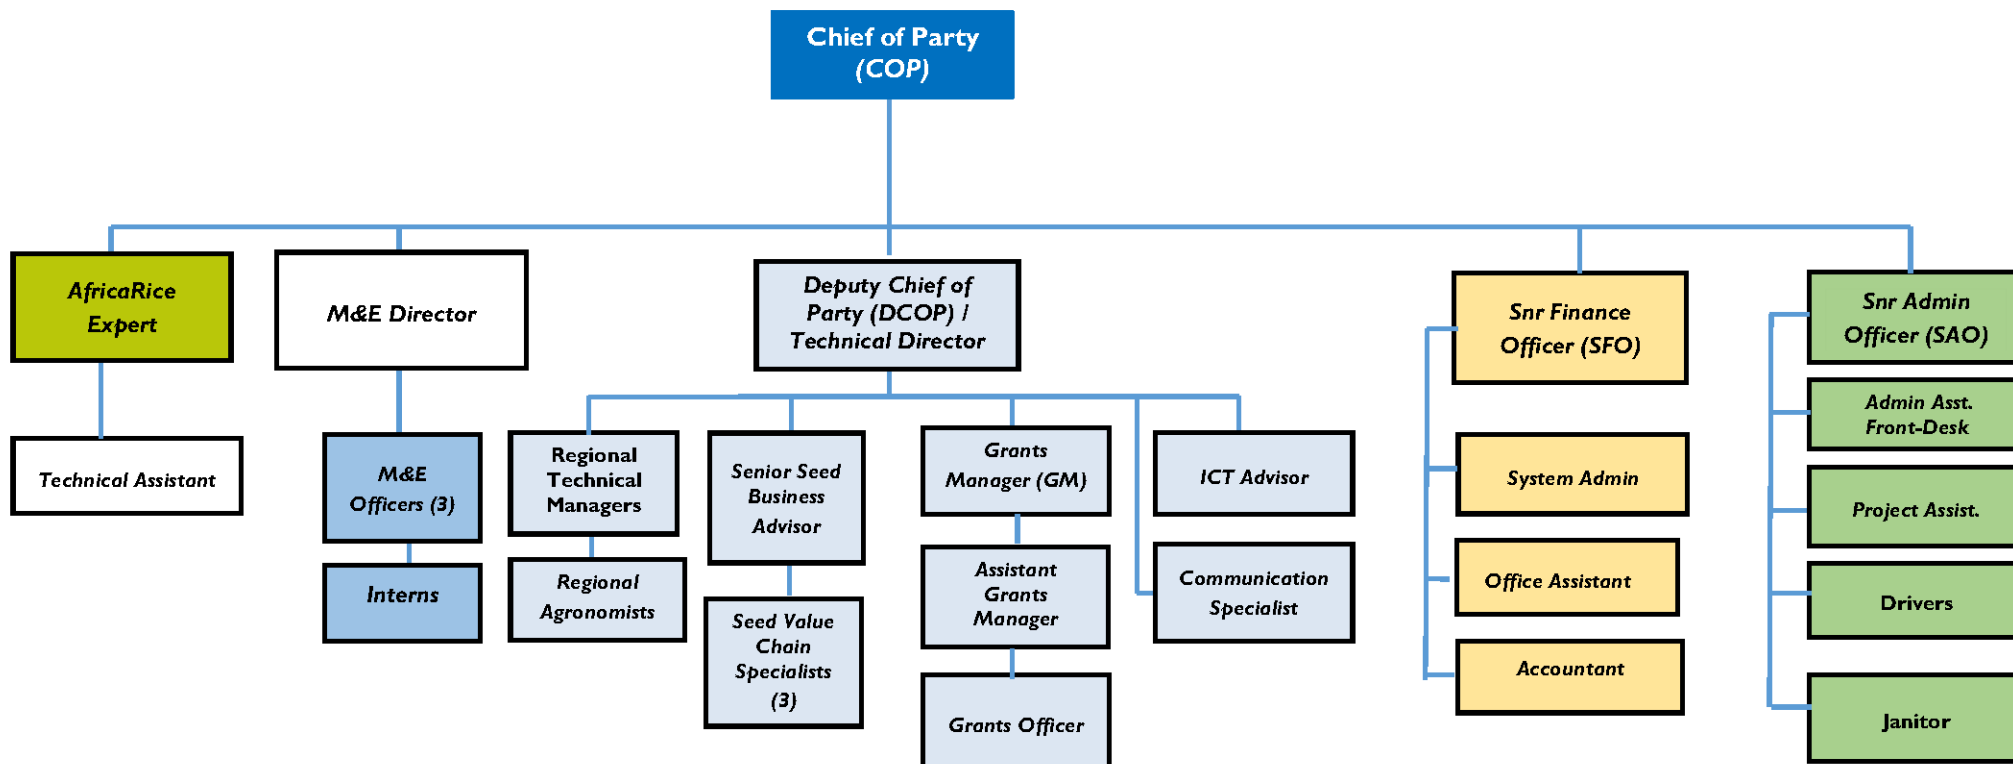 Chief of Party
(COP)
AfricaRice
Expert
M&E Director
Deputy Chief of
Party (DCOP) /
Technical Director
Snr Finance
Officer (SFO)
Snr Admin
Officer (SAO)
Technical Assistant
M&E
Officers (3)
Interns
Regional
Technical
Managers
Regional
Agronomists
Senior Seed
Business
Advisor
Seed Value
Chain
Specialists
(3)
Grants
Manager (GM)
Assistant
Grants
Manager
Grants Officer
ICT Advisor
Communication
Specialist
System Admin
Office Assistant
Accountant
Admin Asst.
Front-Desk
Project Assist.
Drivers
Janitor